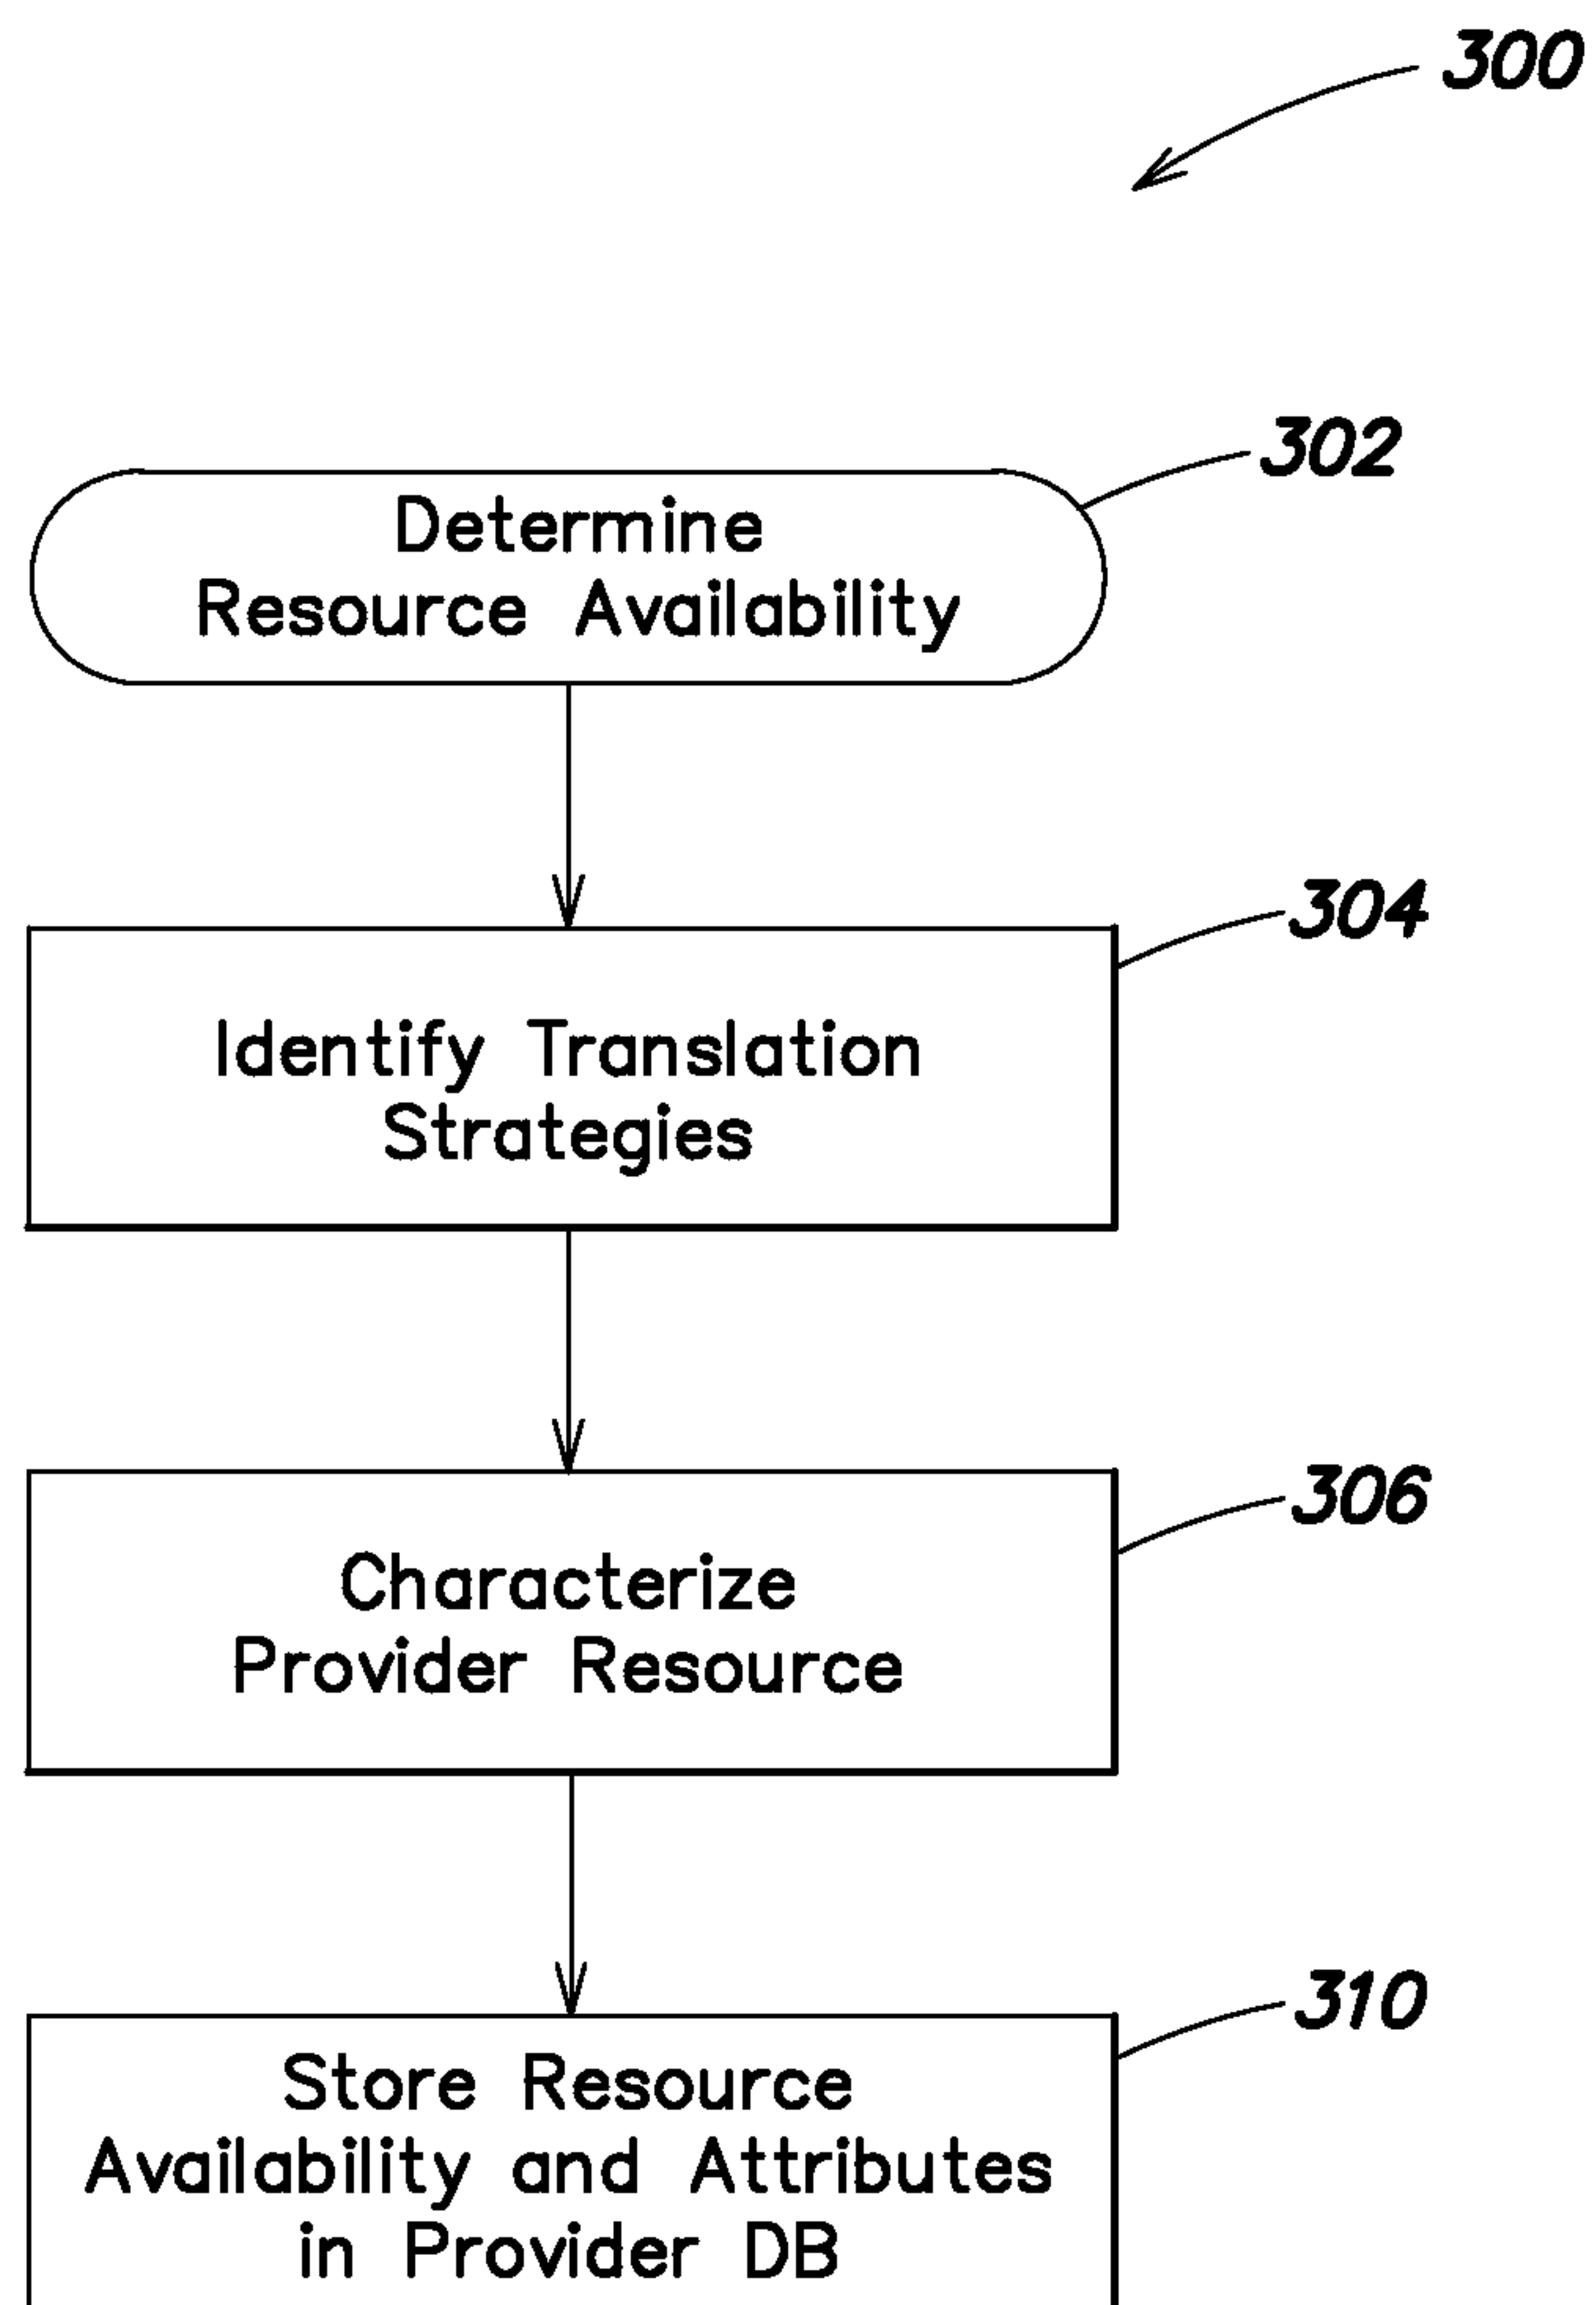 300
302
Determine
Resource Availability
304
Identify Translation
Strategies
306
Characterize
Provider Resource
310
Store Resource
Availability and Attributes
in Provider DB